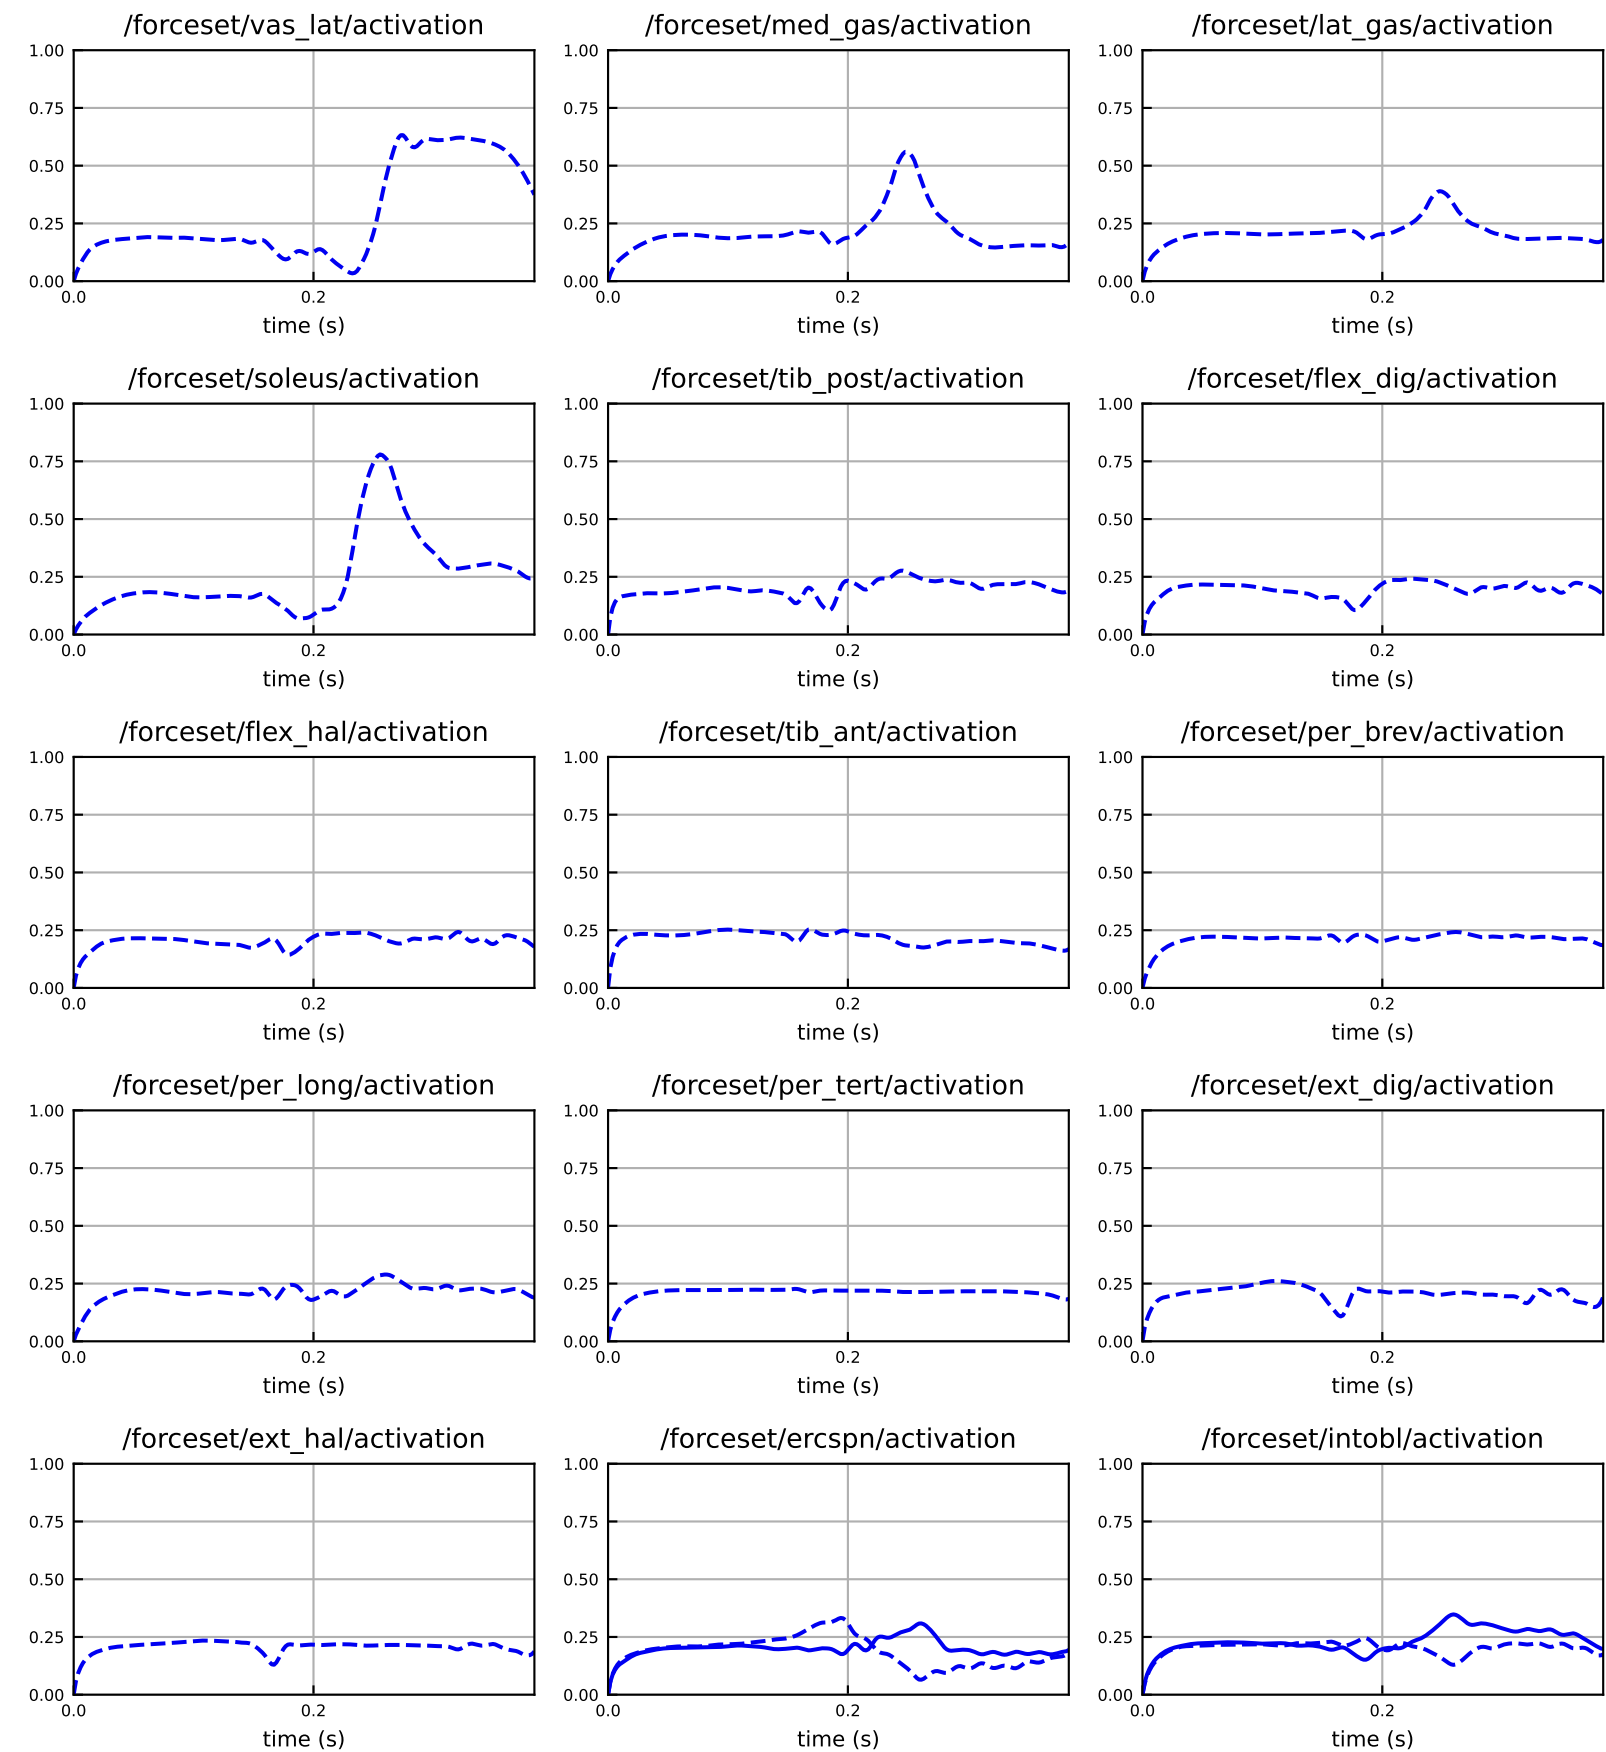 /forceset/vas_lat/activation /forceset/med_gas/activation /forceset/lat_gas/activation
1.00 1.00 1.00
0.75 0.75 0.75
0.50 0.50 0.50
0.25 0.25 0.25
0.00 0.00 0.00
0.0 0.2 0.0 0.2 0.0 0.2
time (s) time (s) time (s)
/forceset/soleus/activation /forceset/tib_post/activation /forceset/flex_dig/activation
1.00 1.00 1.00
0.75 0.75 0.75
0.50 0.50 0.50
0.25 0.25 0.25
0.00 0.00 0.00
0.0 0.2 0.0 0.2 0.0 0.2
time (s) time (s) time (s)
/forceset/flex_hal/activation /forceset/tib_ant/activation /forceset/per_brev/activation
1.00 1.00 1.00
0.75 0.75 0.75
0.50 0.50 0.50
0.25 0.25 0.25
0.00 0.00 0.00
0.0 0.2 0.0 0.2 0.0 0.2
time (s) time (s) time (s)
/forceset/per_long/activation /forceset/per_tert/activation /forceset/ext_dig/activation
1.00 1.00 1.00
0.75 0.75 0.75
0.50 0.50 0.50
0.25 0.25 0.25
0.00 0.00 0.00
0.0 0.2 0.0 0.2 0.0 0.2
time (s) time (s) time (s)
/forceset/ext_hal/activation /forceset/ercspn/activation /forceset/intobl/activation
1.00 1.00 1.00
0.75 0.75 0.75
0.50 0.50 0.50
0.25 0.25 0.25
0.00 0.00 0.00
0.0 0.2 0.0 0.2 0.0 0.2
time (s) time (s) time (s)